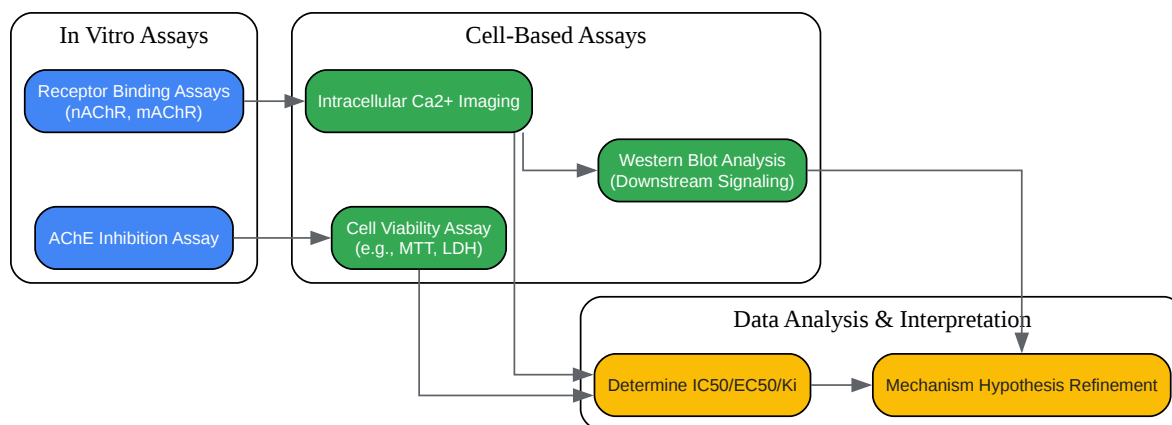 In Vitro Assays
Receptor Binding Assays
(nAChR, mAChR)
AChE Inhibition Assay
Cell-Based Assays
Intracellular Ca2+ Imaging
Western Blot Analysis
(Downstream Signaling)
Cell Viability Assay
(e.g., MTT, LDH)
Data Analysis & Interpretation
Determine IC50/EC50/Ki
Mechanism Hypothesis Refinement